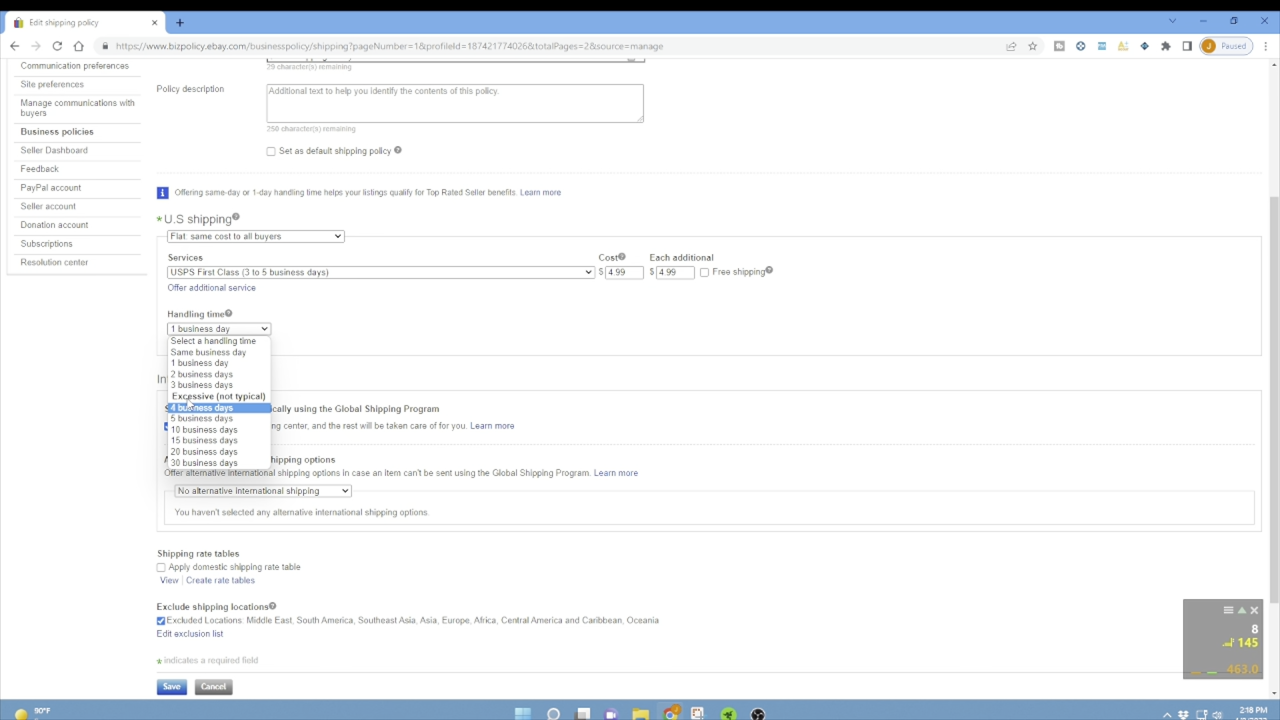 Edit shipping policy
https://www.bizpolicy.ebay.com/businesspolicy/shipping?pageNumber=1&profileId=187421774026&totalPages=2&source=manage
J Paused
Communication preferences
Site preferences
Manage communications with
buyers
Business policies
Seller Dashboard
Feedback
PayPal account
Seller account
Donation account
Subscriptions
Resolution center
29 character(s) remaining
Policy description
Additional text to help you identify the contents of this policy.
250 character(s) remaining
Set as default shipping policy
Offering same-day or 1-day handling time helps your listings qualify for Top Rated Seller benefits. Learn more
* U.S shipping
Flat: same cost to all buyers
Services Cost Each additional
USPS First Class (3 to 5 business days) $ 4.99 $ 4.99 Free shipping
Offer additional service
Handling time
1 business day
Select a handling time
Same business day
1 business day
2 business days
3 business days
Excessive (not typical)
4 business days
5 business days
10 business days
15 business days
20 business days
30 business days
ically using the Global Shipping Program
ng center, and the rest will be taken care of for you. Learn more
hipping options
Offer alternative international shipping options in case an item can't be sent using the Global Shipping Program. Learn more
No alternative international shipping
You haven't selected any alternative international shipping options.
Shipping rate tables
Apply domestic shipping rate table
View | Create rate tables
Exclude shipping locations
Excluded Locations: Middle East, South America, Southeast Asia, Asia, Europe, Africa, Central America and Caribbean, Oceania
Edit exclusion list
* indicates a required field
Save Cancel
8
145
463.0
90°F
2:18 PM